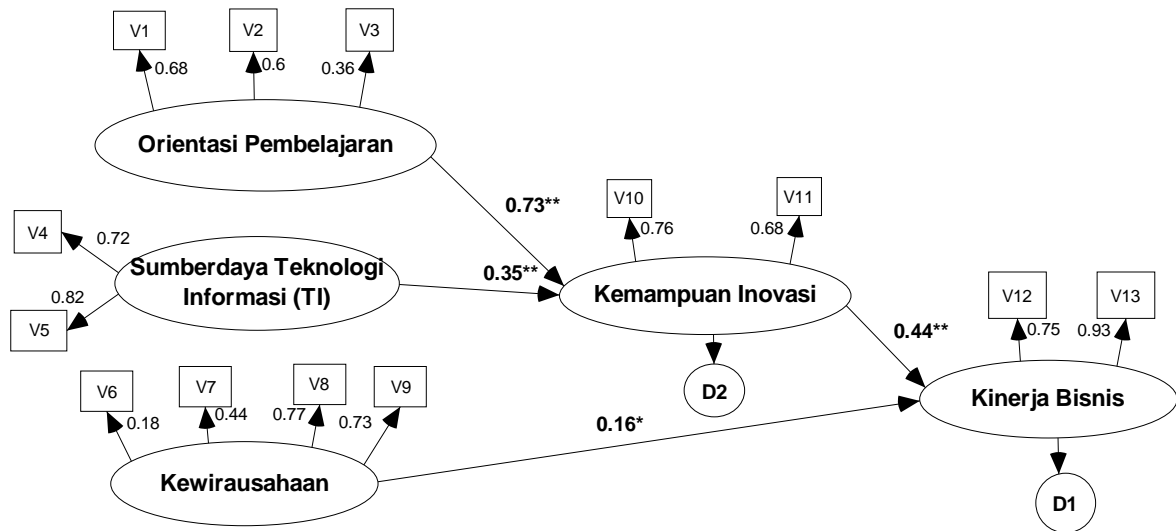 V1
V2
V3
0.68
0.6
0.36
Orientasi Pembelajaran
0.73**
V4
0.72
Sumberdaya Teknologi
Informasi (TI)
0.82
V5
0.35**
V10
V11
0.76
0.68
Kemampuan Inovasi
D2
0.44**
V12
V13
0.75
0.93
Kinerja Bisnis
D1
V6
V7
V8
V9
0.18
0.44
0.77
0.73
Kewirausahaan
0.16*